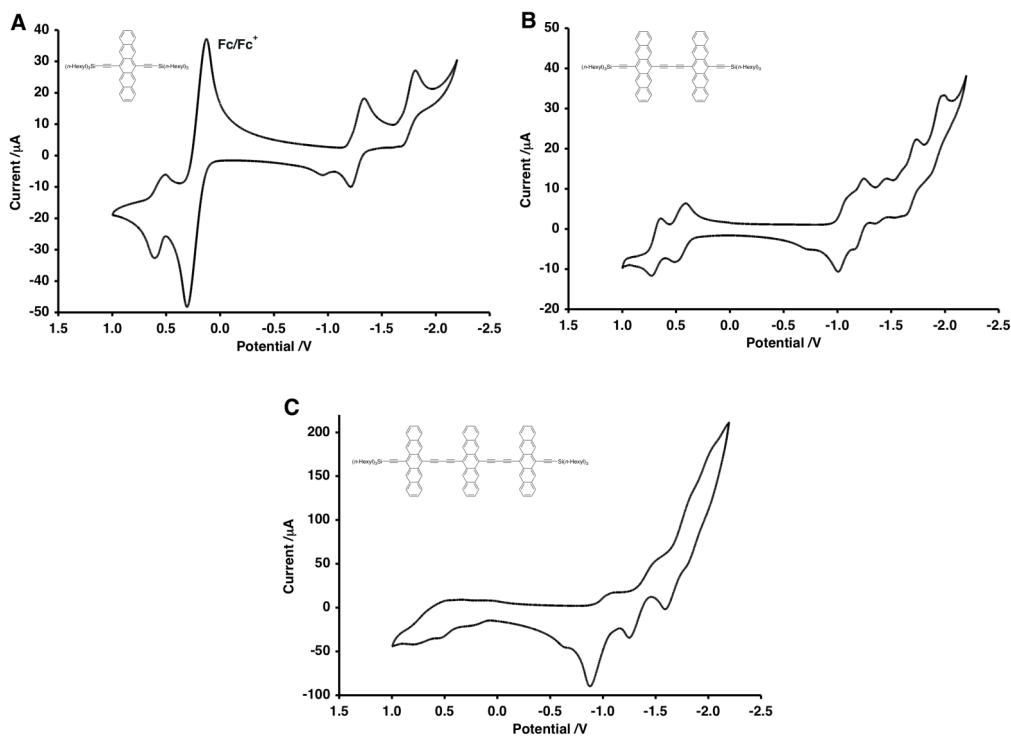 A
Fc/Fc+
(n-Hexyl)3Si
Si(n-Hexyl)3
Current /µA
40
30
20
10
0
-10
-20
-30
-40
-50
1.5 1.0 0.5 0.0 -0.5 -1.0 -1.5 -2.0 -2.5
Potential /V
B
(n-Hexyl)3Si
Si(n-Hexyl)3
Current /µA
50
40
30
20
10
0
-10
-20
1.5 1.0 0.5 0.0 -0.5 -1.0 -1.5 -2.0 -2.5
Potential /V
C
(n-Hexyl)3Si
Si(n-Hexyl)3
Current /µA
200
150
100
50
0
-50
-100
1.5 1.0 0.5 0.0 -0.5 -1.0 -1.5 -2.0 -2.5
Potential /V